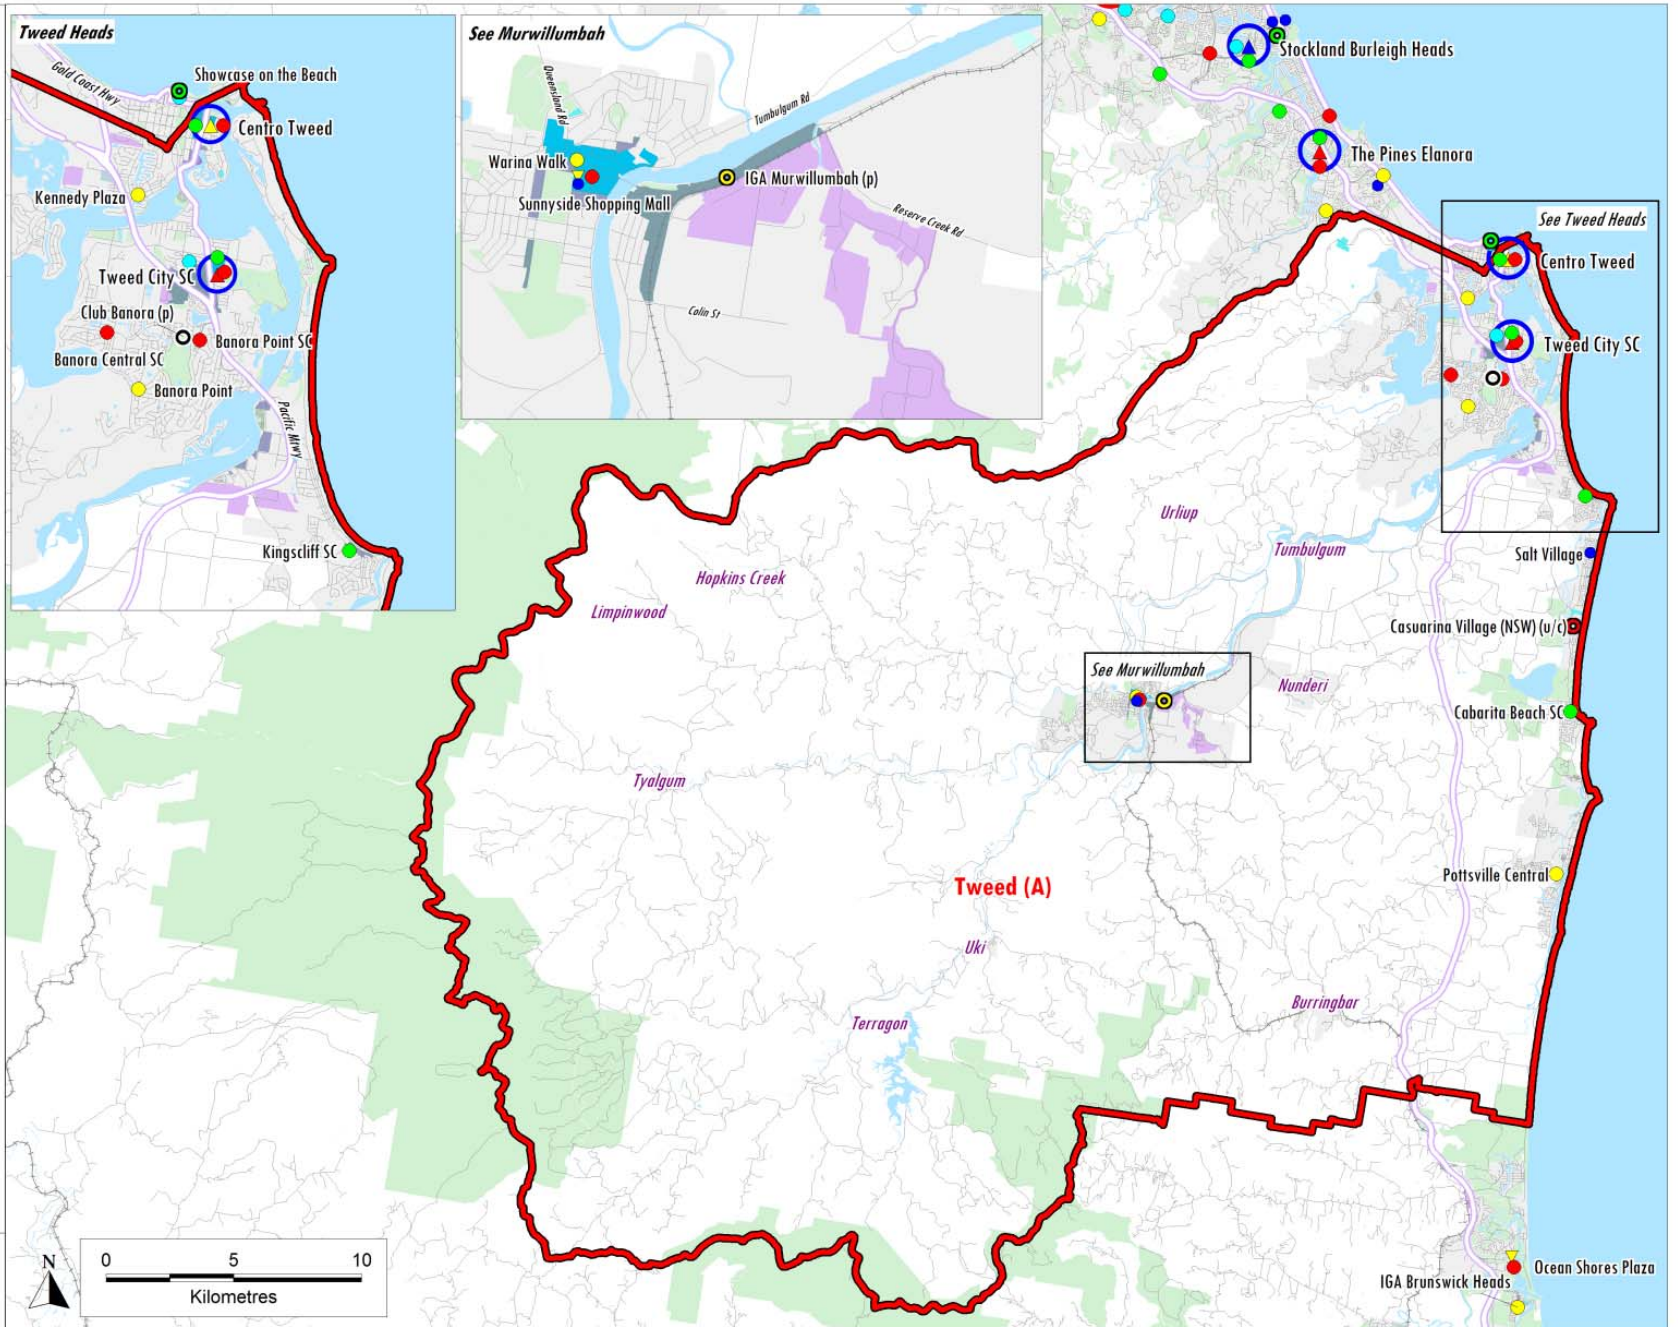 Tweed Heads
Gold Coast Hwy
Showcase on the Beach
Centro Tweed
Kennedy Plaza
Tweed City SC
Club Banora (p)
Banora Point SC
Banora Central SC
Banora Point
Pacific Mtwy
Kingscliff SC
See Murwillumbah
Queensland Rd
Tumbulgum Rd
Warina Walk
IGA Murwillumbah (p)
Sunnyside Shopping Mall
Reserve Creek Rd
Colin St
Stockland Burleigh Heads
The Pines Elanora
See Tweed Heads
Centro Tweed
Tweed City SC
Urliup
Tumbulgum
Salt Village
Hopkins Creek
Limpinwood
Casuarina Village (NSW) (u/c)
See Murwillumbah
Nunderi
Cabarita Beach SC
Tyalgum
Pottsville Central
Tweed (A)
Uki
Burringbar
Terragon
Ocean Shores Plaza
IGA Brunswick Heads
N
0 5 10
Kilometres